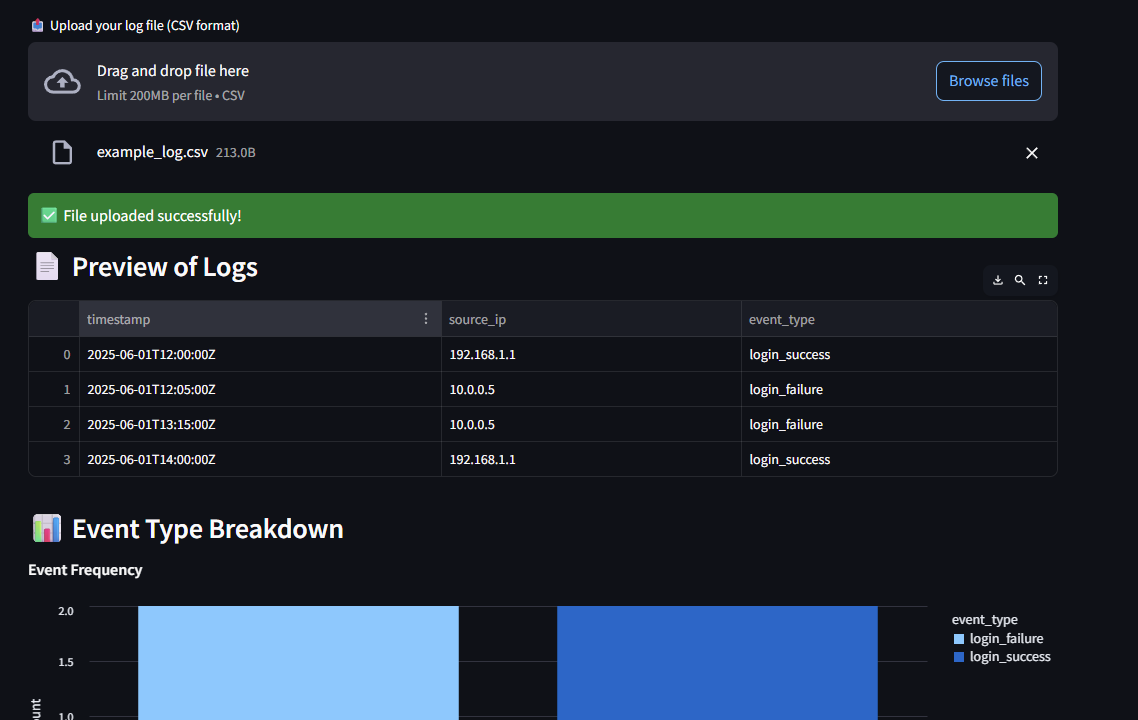 Upload your log file (CSV format)
Drag and drop file here
Limit 200MB per file • CSV
Browse files
example_log.csv 213.0B
File uploaded successfully!
Preview of Logs
timestamp source_ip event_type
0 2025-06-01T12:00:00Z 192.168.1.1 login_success
1 2025-06-01T12:05:00Z 10.0.0.5 login_failure
2 2025-06-01T13:15:00Z 10.0.0.5 login_failure
3 2025-06-01T14:00:00Z 192.168.1.1 login_success
Event Type Breakdown
Event Frequency
2.0
1.5
1.0
event_type
login_failure
login_success